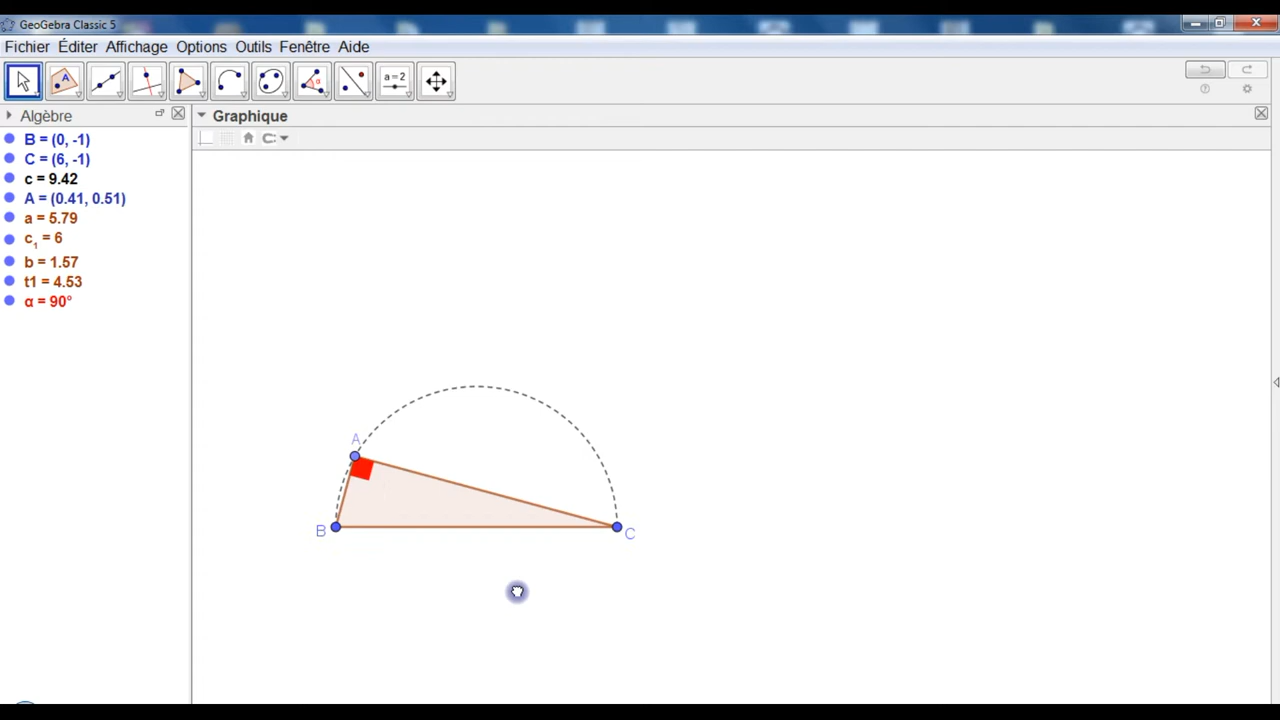 GeoGebra Classic 5
Fichier Éditer Affichage Options Outils Fenêtre Aide
A
α
a=2
Algèbre
Graphique
B = (0, -1)
C = (6, -1)
c = 9.42
A = (0.41, 0.51)
a = 5.79
c₁ = 6
b = 1.57
t1 = 4.53
α = 90°
A
B
C